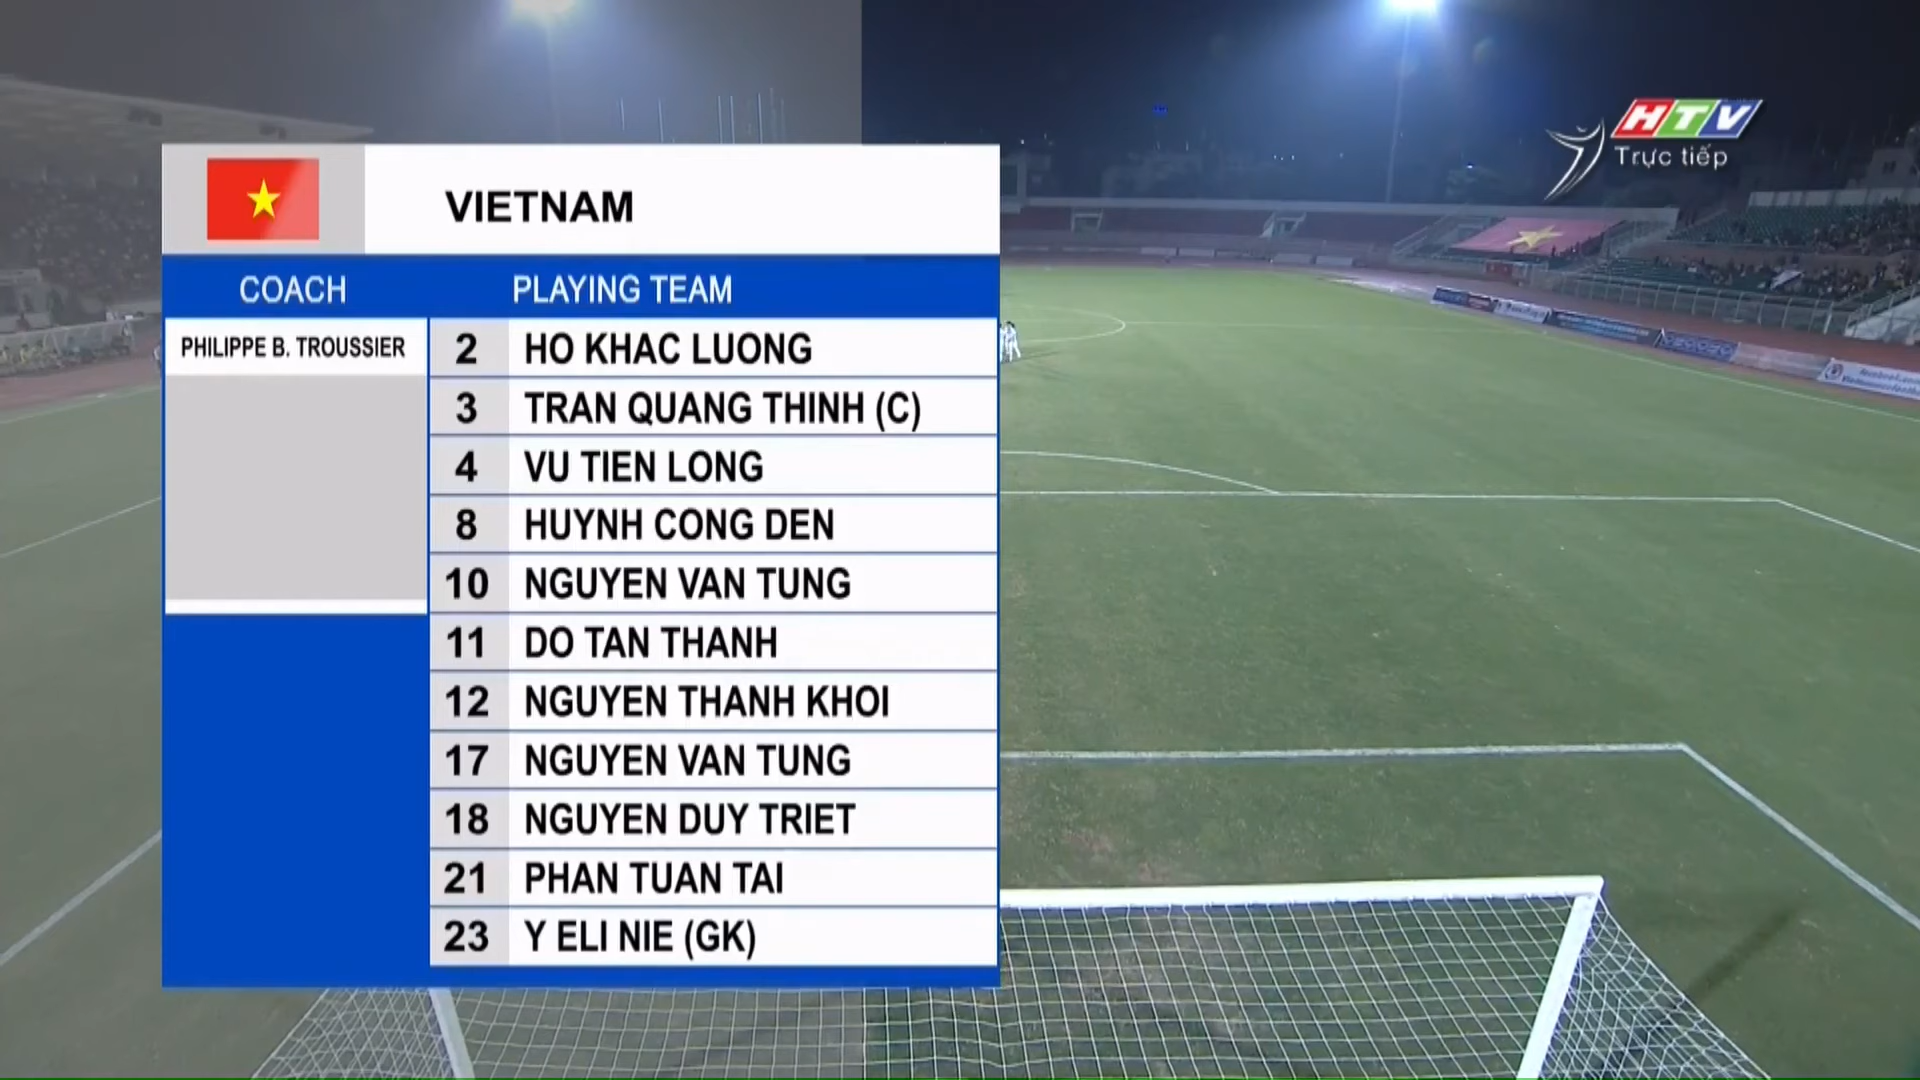 HTV
Trực tiếp
VIETNAM
COACH
PLAYING TEAM
PHILIPPE B. TROUSSIER
2 HO KHAC LUONG
3 TRAN QUANG THINH (C)
4 VU TIEN LONG
8 HUYNH CONG DEN
10 NGUYEN VAN TUNG
11 DO TAN THANH
12 NGUYEN THANH KHOI
17 NGUYEN VAN TUNG
18 NGUYEN DUY TRIET
21 PHAN TUAN TAI
23 Y ELI NIE (GK)